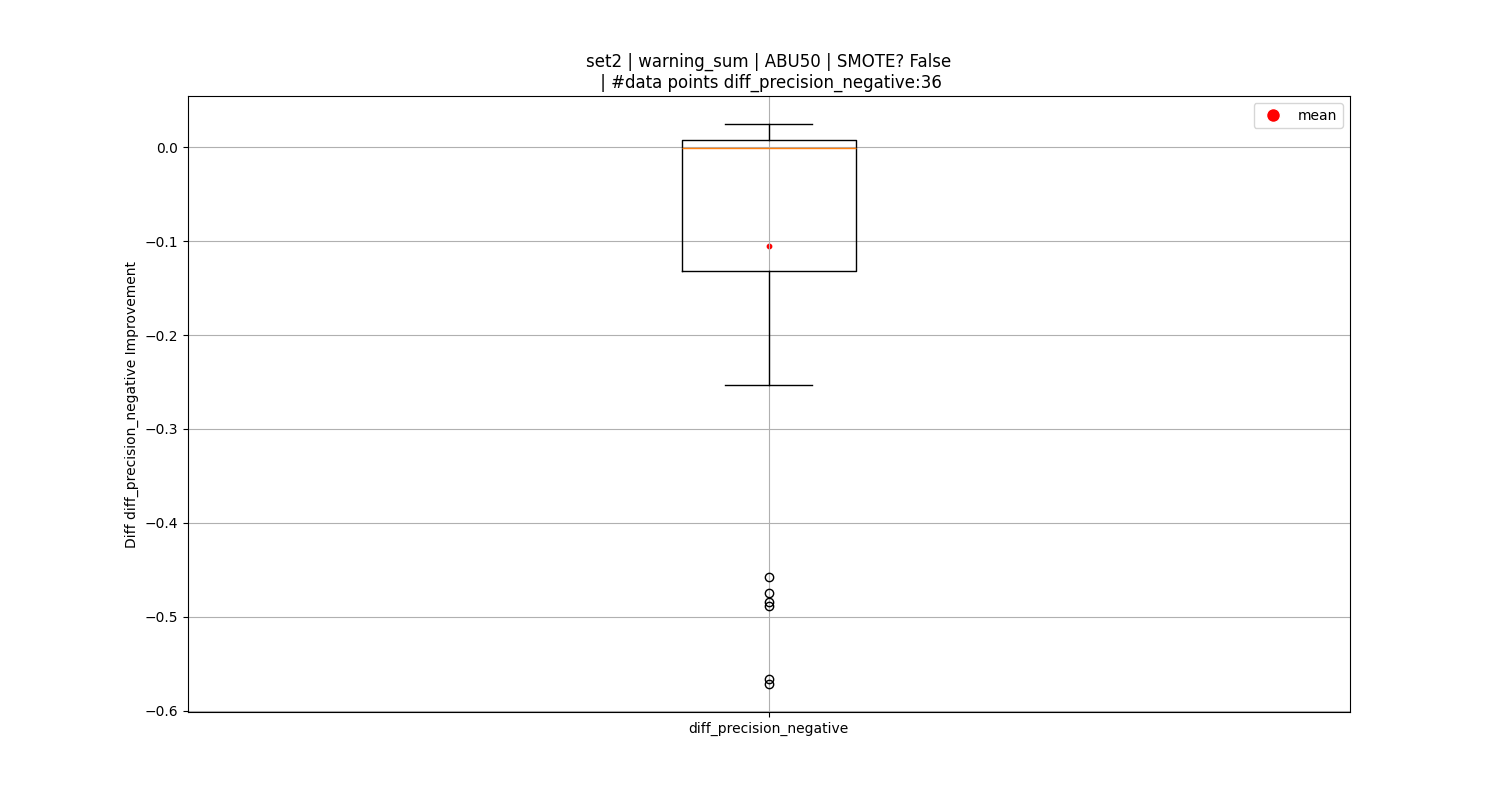 set2 | warning_sum | ABU50 | SMOTE? False
| #data points diff_precision_negative:36
mean
0.0
−0.1
−0.2
−0.3
−0.4
−0.5
−0.6
Diff diff_precision_negative Improvement
diff_precision_negative